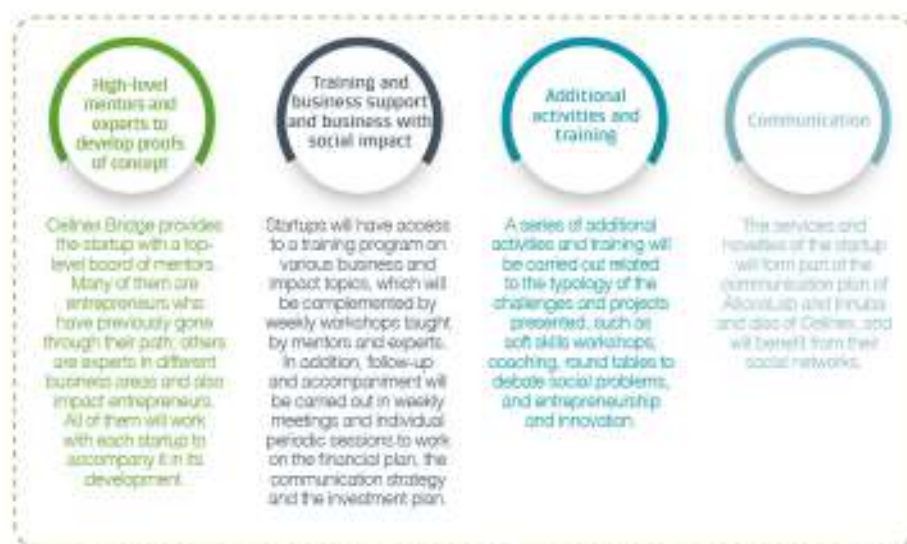 High-level
mentors and
experts to
develop proofs
of concept
Cellnex Bridge provides
the startup with a top-
level board of mentors.
Many of them are
entrepreneurs who
have previously gone
through their path; others
are experts in different
business areas and also
impact entrepreneurs.
All of them will work
with each startup to
accompany it in its
development.
Training and
business support
and business with
social impact
Startups will have access
to a training program on
various business and
impact topics, which will
be complemented by
weekly workshops taught
by mentors and experts.
In addition, follow-up
and accompaniment will
be carried out in weekly
meetings and individual
periodic sessions to work
on the financial plan, the
communication strategy
and the investment plan.
Additional
activities and
training
A series of additional
activities and training will
be carried out related
to the typology of the
challenges and projects
presented, such as
soft skills workshops,
coaching, round tables to
debate social problems,
and entrepreneurship
and innovation.
Communication
The services and
novelties of the startup
will form part of the
communication plan of
and
and also of Cellnex, and
will benefit from their
social networks.